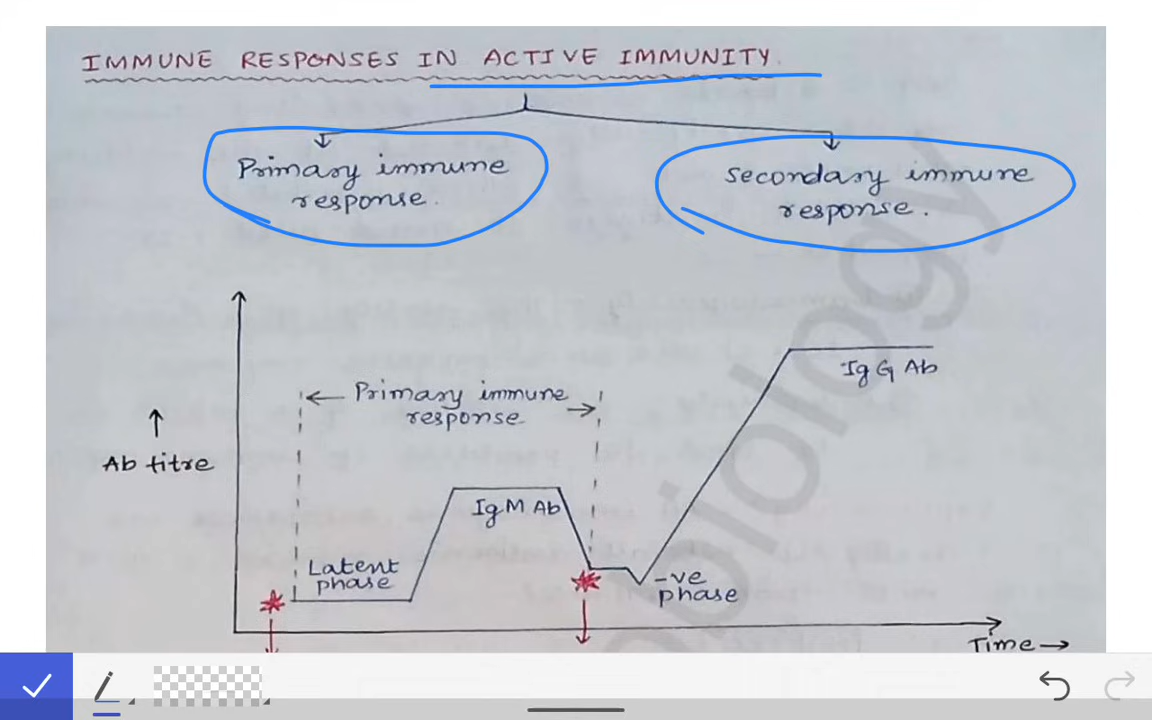 IMMUNE RESPONSES IN ACTIVE IMMUNITY.
Primary immune
response.
Secondary immune
response.
Primary immune
response
Ab titre
Latent
phase
IgM Ab
-ve
phase
IgG Ab
Time →
biology